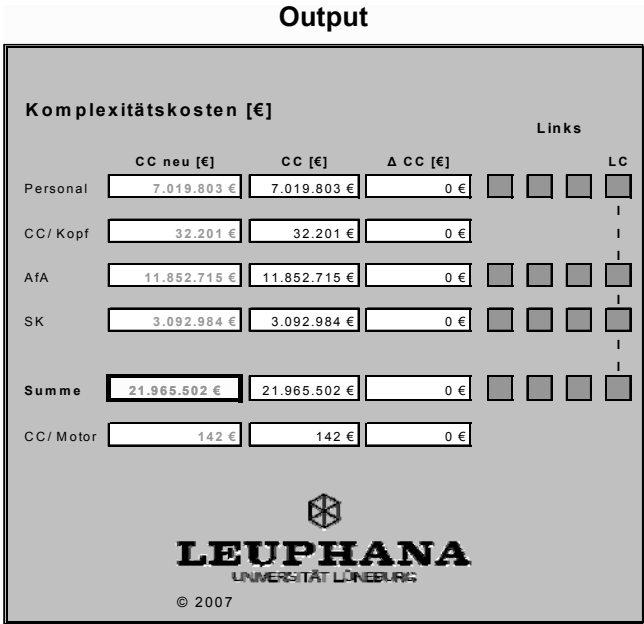 Output
Komplexitätskosten [€]
Links
CC neu [€] CC [€] Δ CC [€] LC
Personal 7.019.803 € 7.019.803 € 0 €
CC/Kopf 32.201 € 32.201 € 0 €
AfA 11.852.715 € 11.852.715 € 0 €
SK 3.092.984 € 3.092.984 € 0 €
Summe 21.965.502 € 21.965.502 € 0 €
CC/Motor 142 € 142 € 0 €
LEUPHANA
UNIVERSITÄT LÜNEBURG
© 2007